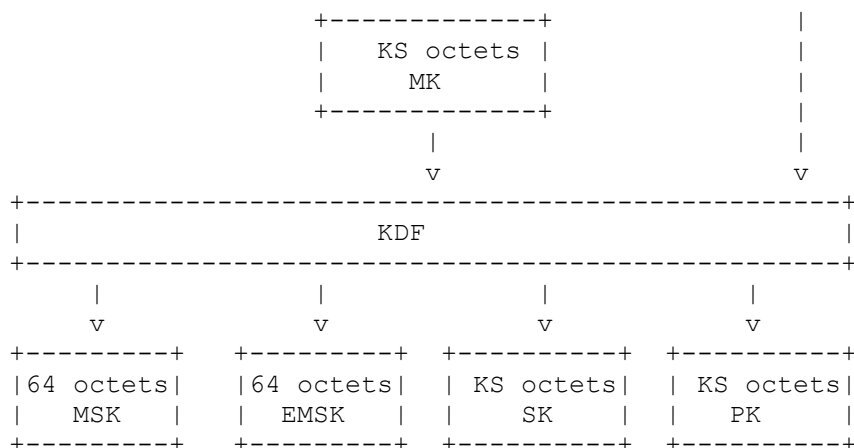 KS octets
MK
KDF
64 octets 64 octets KS octets KS octets
MSK EMSK SK PK